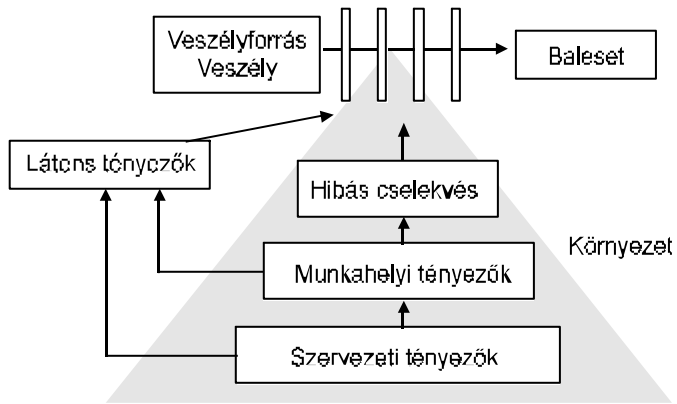 Veszélyforrás
Veszély
Baleset
Látens tényezők
Hibás cselekvés
Környezet
Munkahelyi tényezők
Szervezeti tényezők